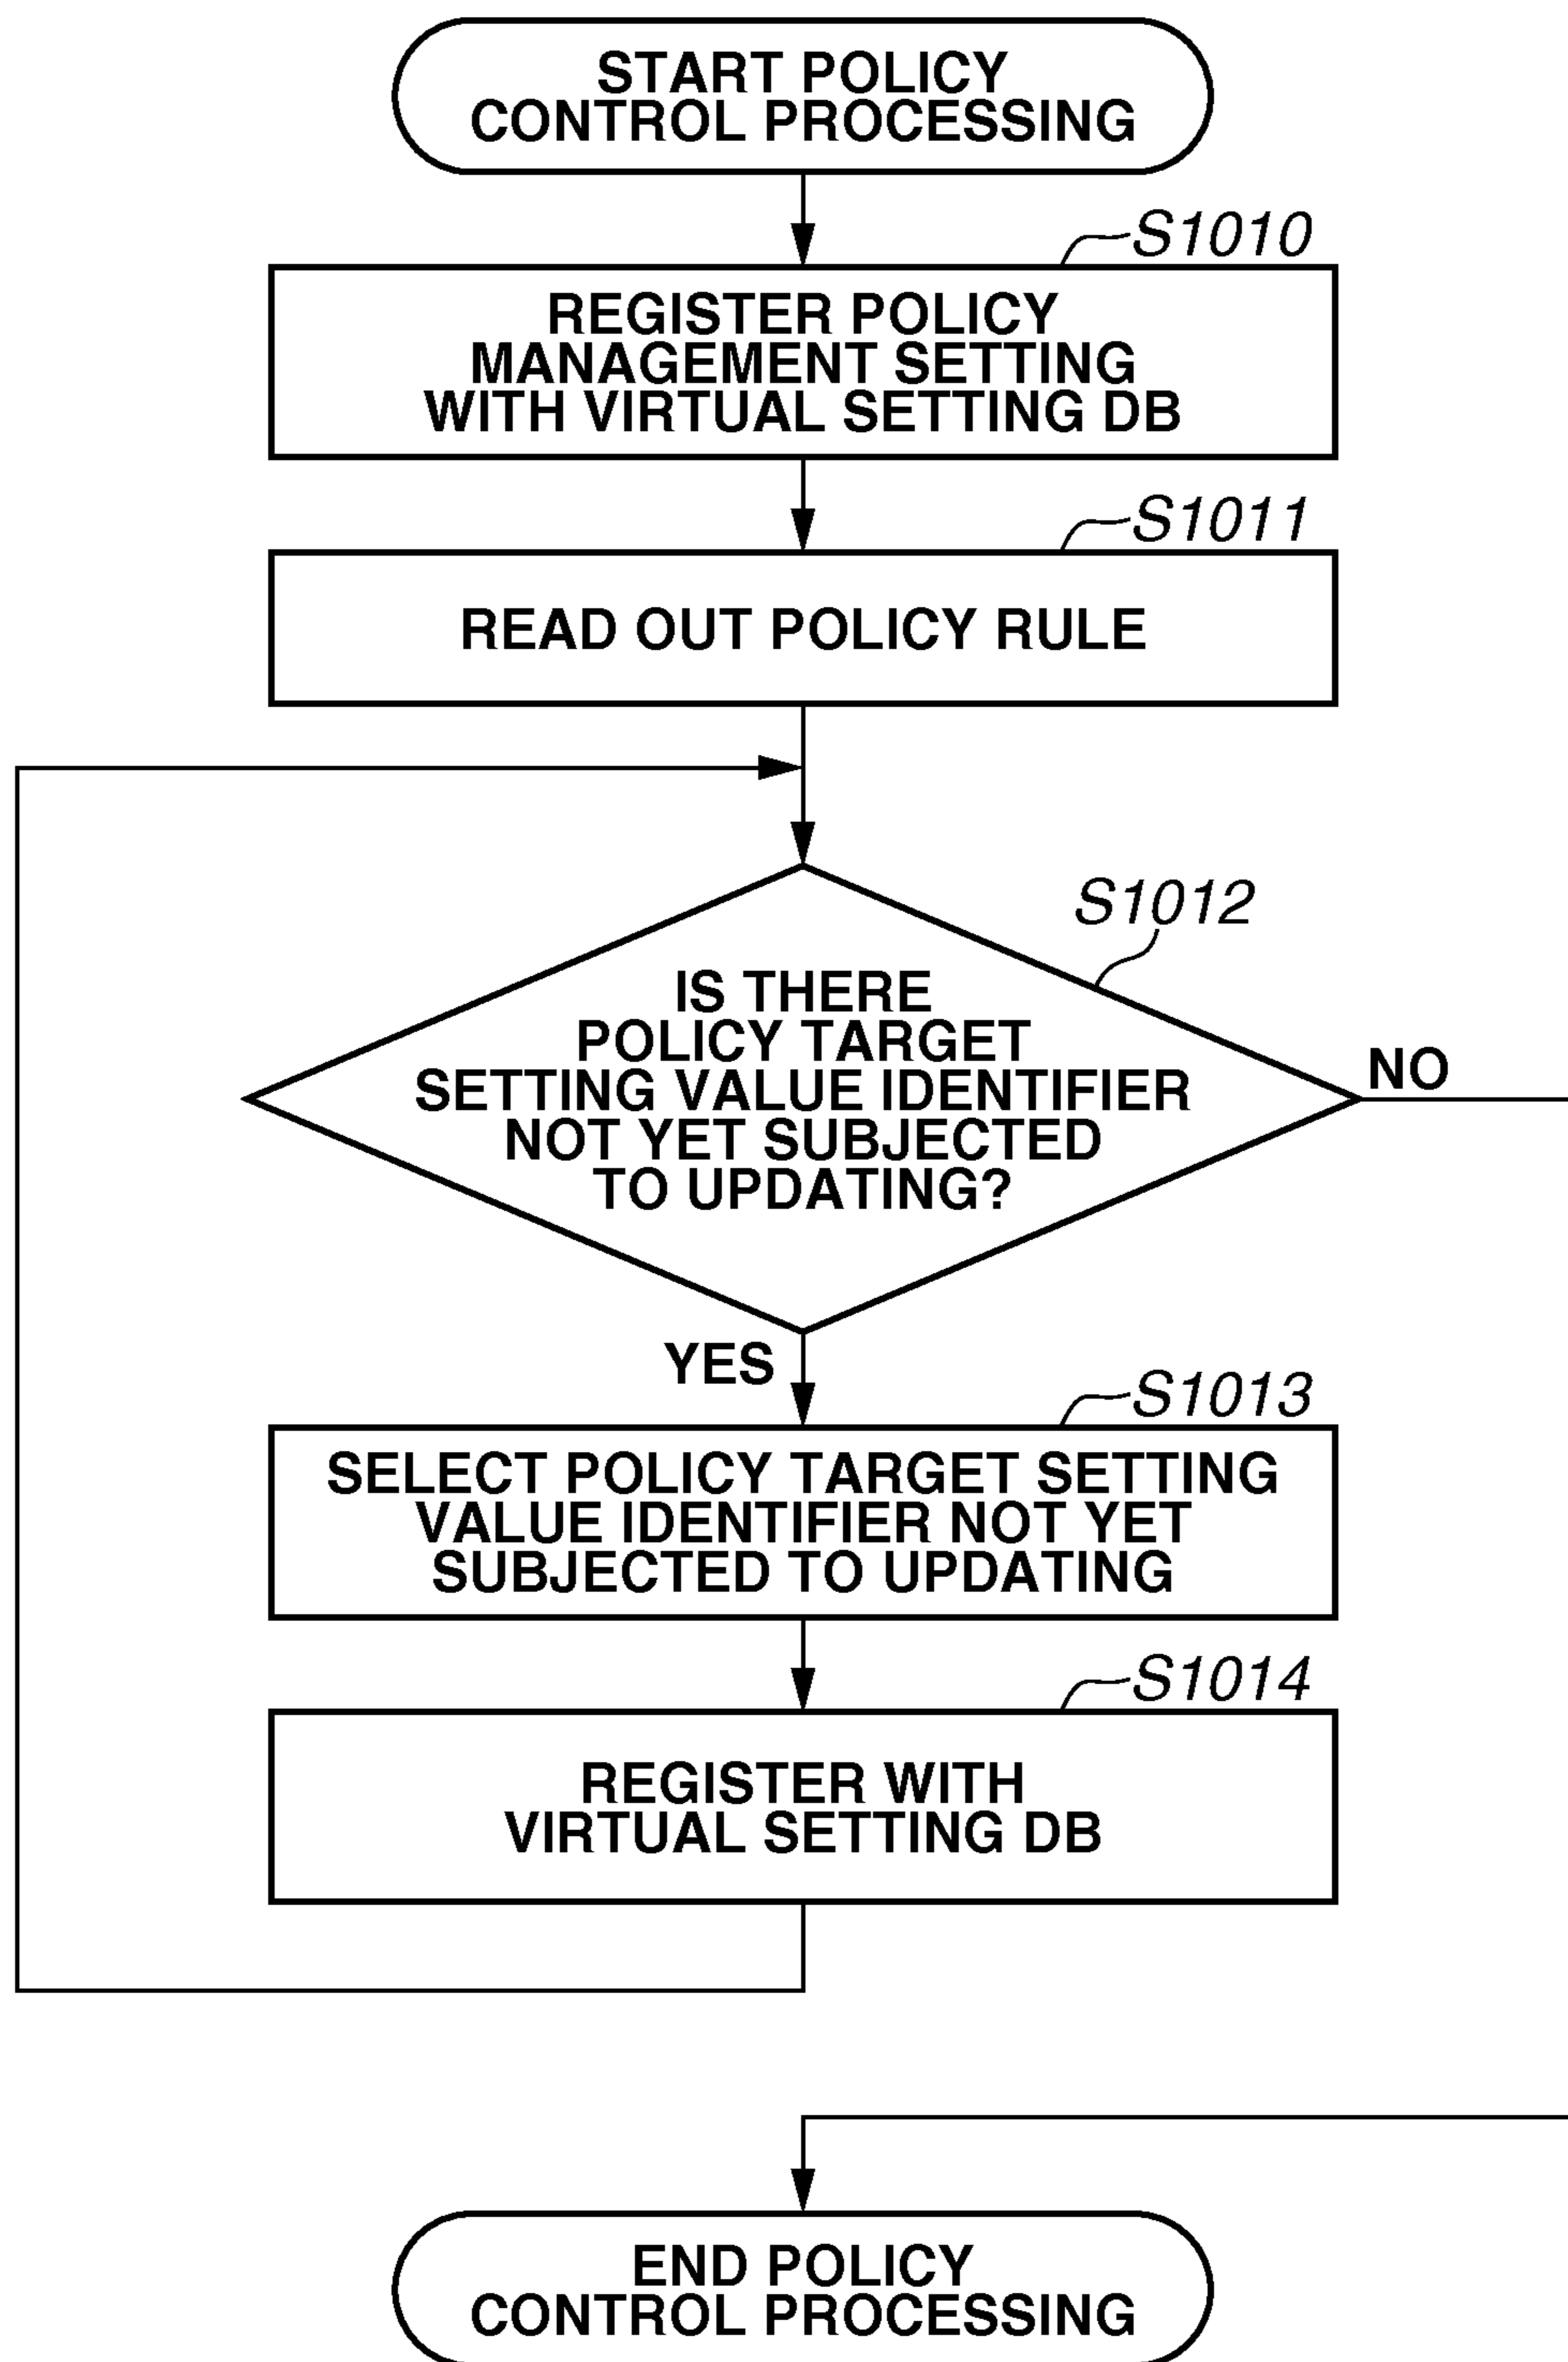 START POLICY
CONTROL PROCESSING
S1010
REGISTER POLICY
MANAGEMENT SETTING
WITH VIRTUAL SETTING DB
S1011
READ OUT POLICY RULE
S1012
IS THERE
POLICY TARGET
SETTING VALUE IDENTIFIER
NOT YET SUBJECTED
TO UPDATING?
NO
YES
S1013
SELECT POLICY TARGET SETTING
VALUE IDENTIFIER NOT YET
SUBJECTED TO UPDATING
S1014
REGISTER WITH
VIRTUAL SETTING DB
END POLICY
CONTROL PROCESSING